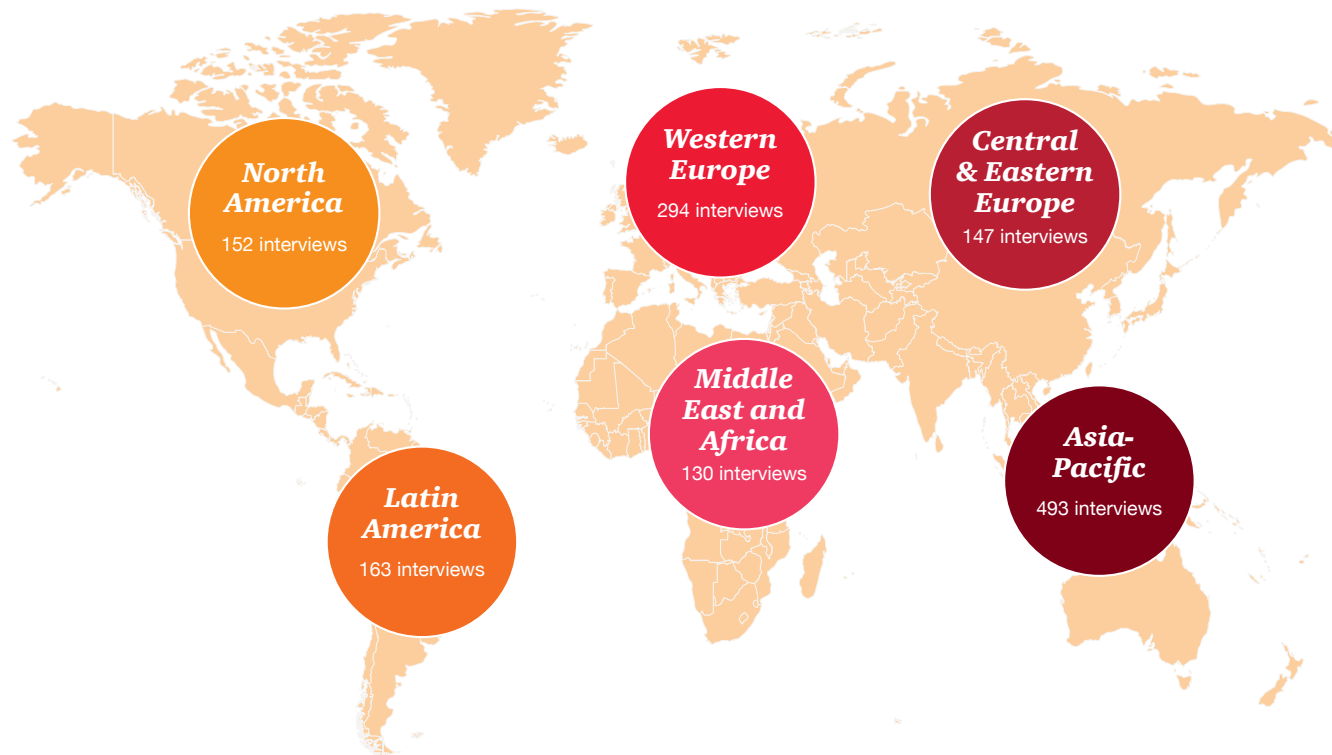 North
America
152 interviews
Western
Europe
294 interviews
Central
& Eastern
Europe
147 interviews
Latin
America
163 interviews
Middle
East and
Africa
130 interviews
Asia-
Pacific
493 interviews